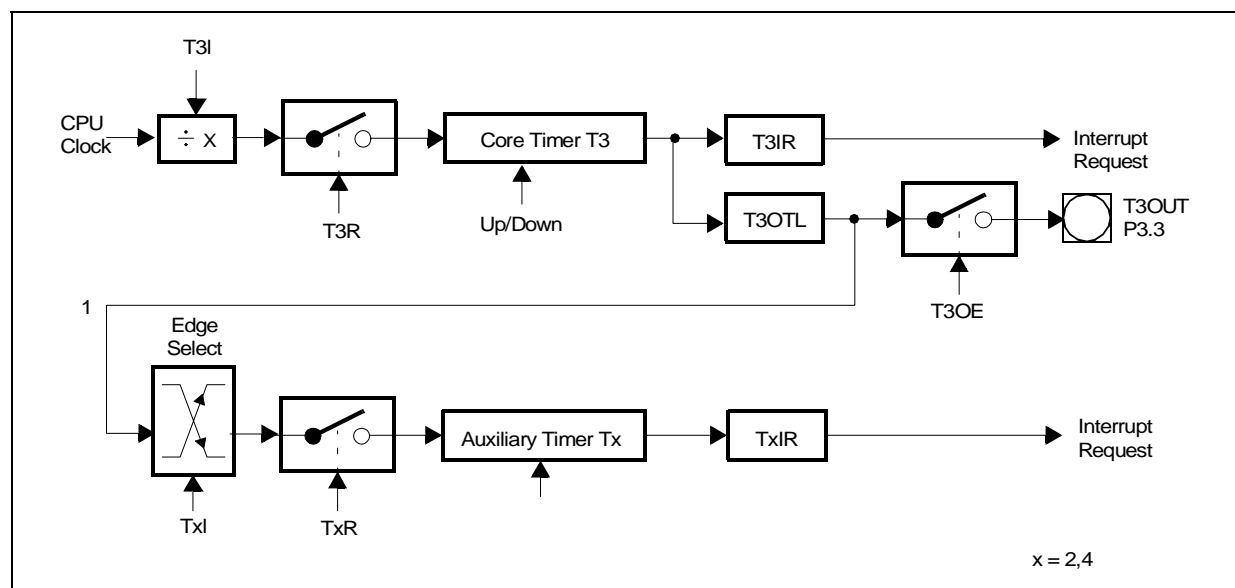 T3I
CPU
Clock
÷ X
Core Timer T3
T3IR
Interrupt
Request
T3R
Up/Down
T3OTL
T3OUT
P3.3
T3OE
1
Edge
Select
Auxiliary Timer Tx
TxIR
Interrupt
Request
TxI
TxR
x = 2,4